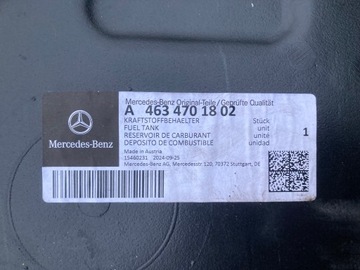 Mercedes-Benz Original-Teile/Geprüfte Qualität
A 463 470 18 02
KRAFTSTOFFBEHAELTER Stück
FUEL TANK unit
RESERVOIR DE CARBURANT unité 1
DEPOSITO DE COMBUSTIBLE unidad
Made in Austria
15460231 2024-09-25
Mercedes-Benz AG, Mercedesstr. 120, 70372 Stuttgart, DE
Mercedes-Benz